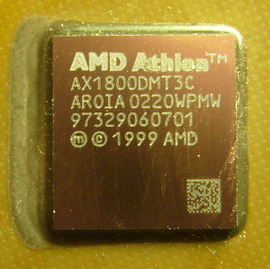 AMD Athlon™
AX1800DMT3C
AROIA 0220WPMW
97329060701
ⓜ © 1999 AMD